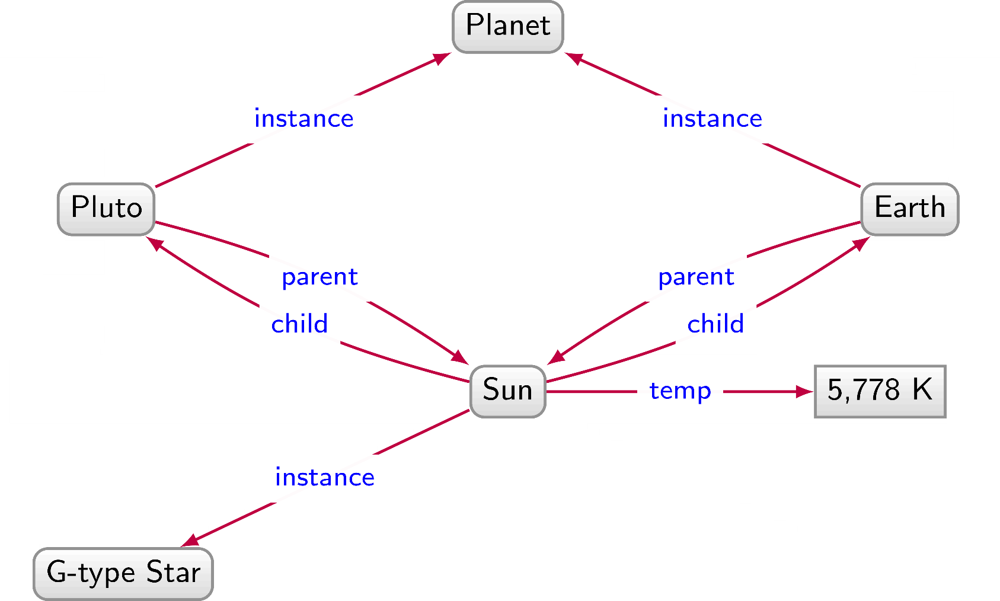 Planet
instance
instance
Pluto
Earth
parent
parent
child
child
Sun
temp
5,778 K
instance
G-type Star